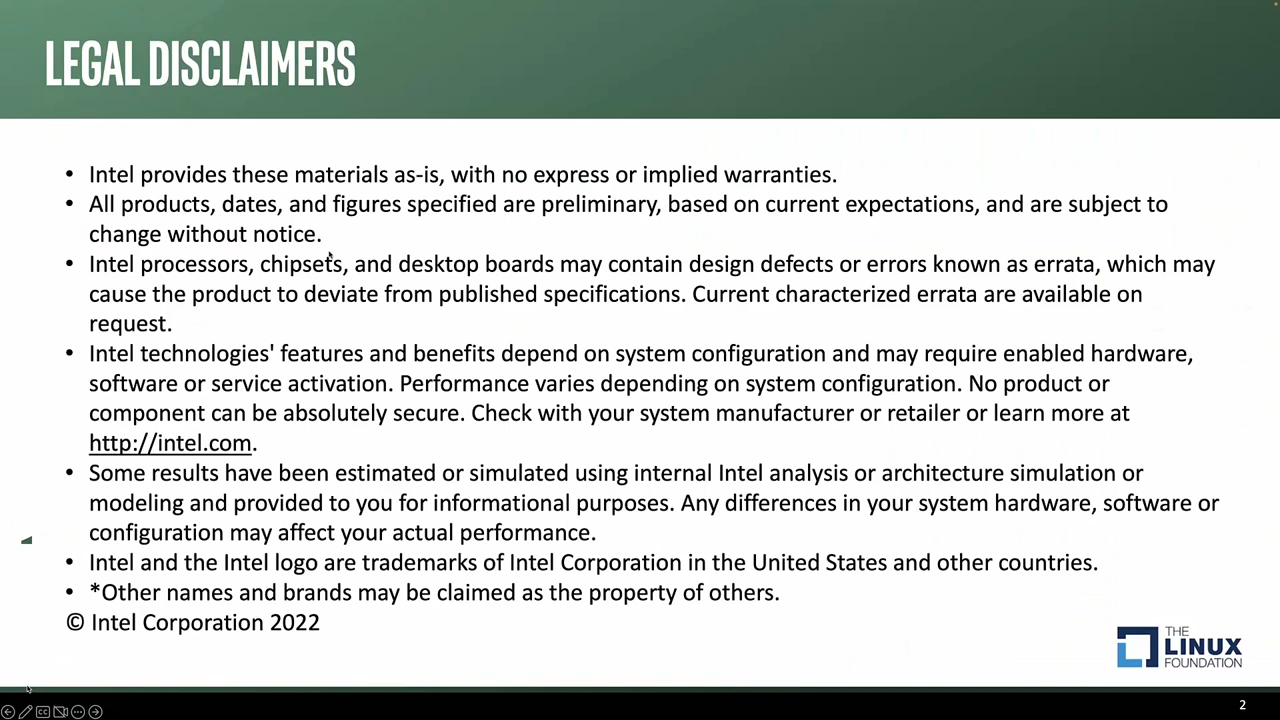 LEGAL DISCLAIMERS
• Intel provides these materials as-is, with no express or implied warranties.
• All products, dates, and figures specified are preliminary, based on current expectations, and are subject to
change without notice.
• Intel processors, chipsets, and desktop boards may contain design defects or errors known as errata, which may
cause the product to deviate from published specifications. Current characterized errata are available on
request.
• Intel technologies' features and benefits depend on system configuration and may require enabled hardware,
software or service activation. Performance varies depending on system configuration. No product or
component can be absolutely secure. Check with your system manufacturer or retailer or learn more at
http://intel.com.
• Some results have been estimated or simulated using internal Intel analysis or architecture simulation or
modeling and provided to you for informational purposes. Any differences in your system hardware, software or
configuration may affect your actual performance.
• Intel and the Intel logo are trademarks of Intel Corporation in the United States and other countries.
• *Other names and brands may be claimed as the property of others.
© Intel Corporation 2022
THE
LINUX
FOUNDATION
2
CC